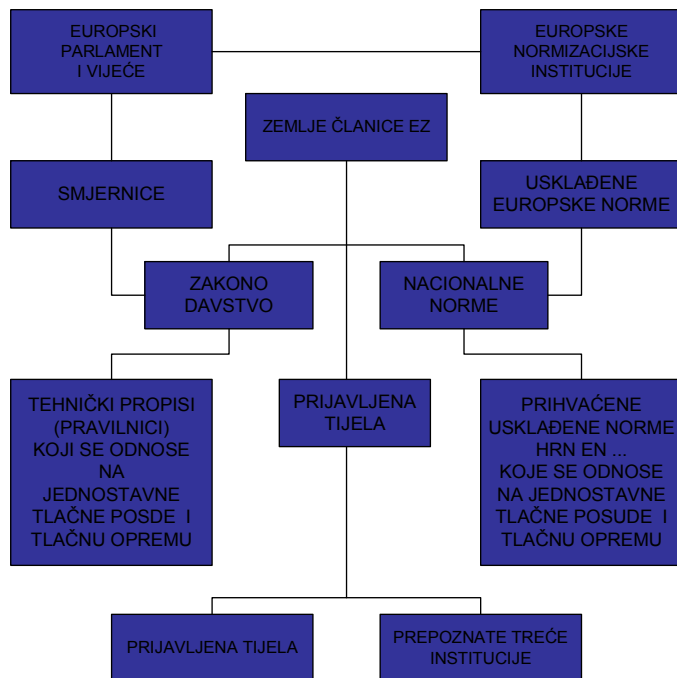 EUROPSKI
PARLAMENT
I VIJEĆE
EUROPSKE
NORMIZACIJSKE
INSTITUCIJE
ZEMLJE ČLANICE EZ
SMJERNICE
USKLAĐENE
EUROPSKE NORME
ZAKONO
DAVSTVO
NACIONALNE
NORME
TEHNIČKI PROPISI
(PRAVILNICI)
KOJI SE ODNOSE
NA
JEDNOSTAVNE
TLAČNE POSDE I
TLAČNU OPREMU
PRIJAVLJENA
TIJELA
PRIHVAĆENE
USKLAĐENE NORME
HRN EN ...
KOJE SE ODNOSE
NA JEDNOSTAVNE
TLAČNE POSUDE I
TLAČNU OPREMU
PRIJAVLJENA TIJELA
PREPOZNATE TREĆE
INSTITUCIJE